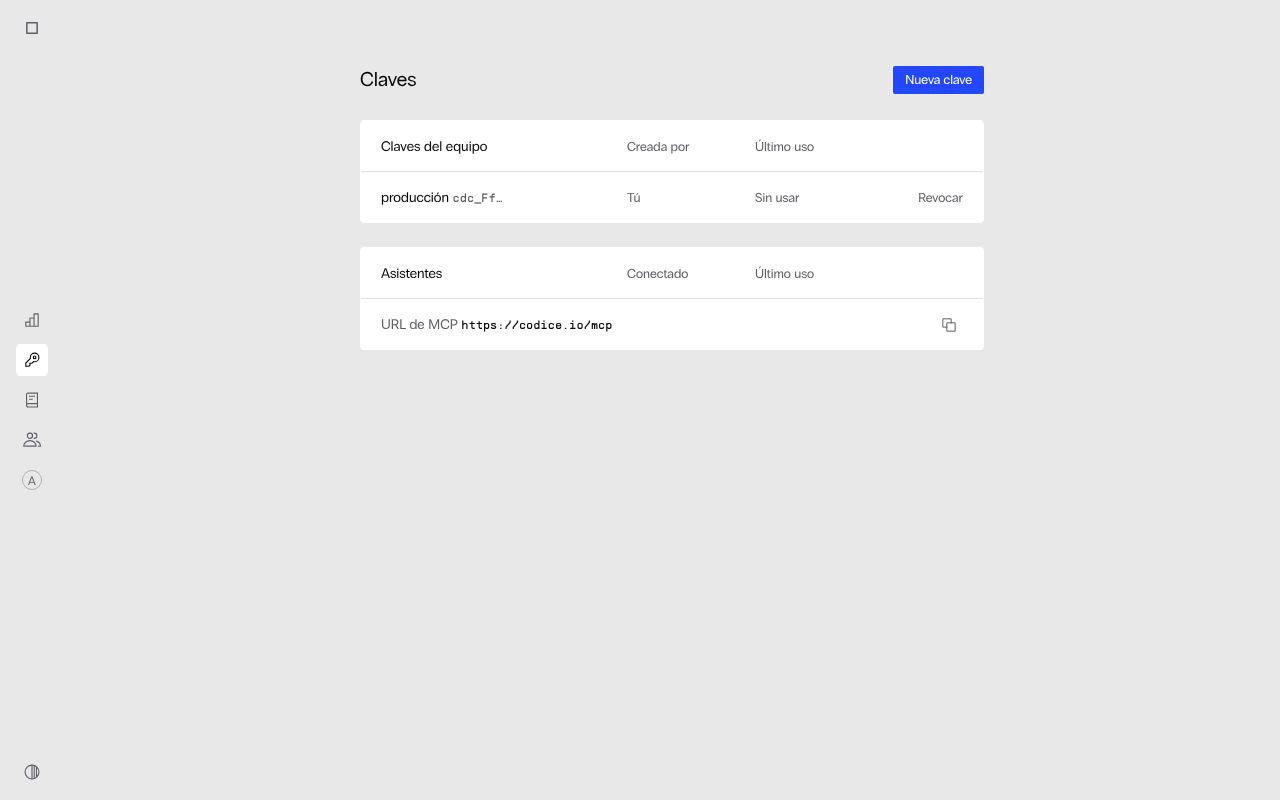 Claves
Nueva clave
Claves del equipo Creada por Último uso
producción cdc_Ff… Tú Sin usar Revocar
Asistentes Conectado Último uso
URL de MCP https://codice.io/mcp
A